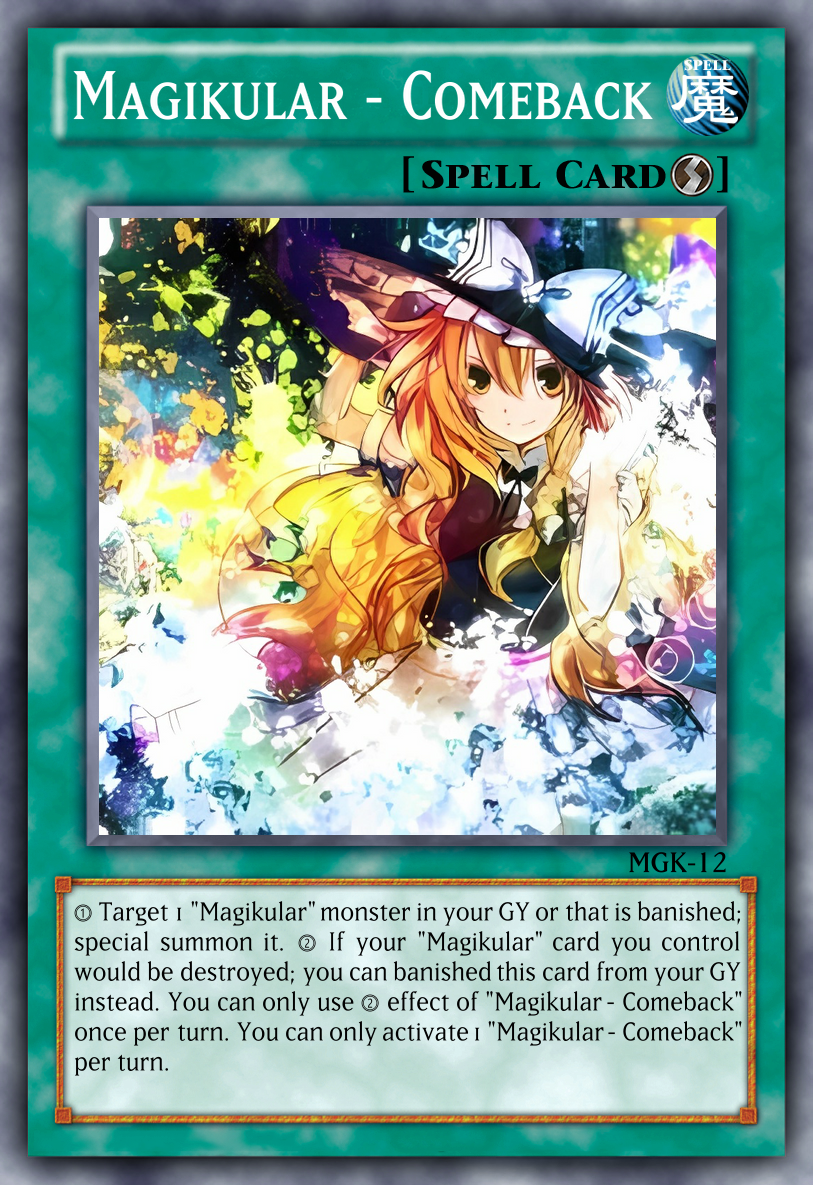 Magikular - Comeback
SPELL
魔
[Spell Card]
MGK-12
① Target 1 "Magikular" monster in your GY or that is banished;
special summon it. ② If your "Magikular" card you control
would be destroyed; you can banished this card from your GY
instead. You can only use ② effect of "Magikular - Comeback"
once per turn. You can only activate 1 "Magikular - Comeback"
per turn.